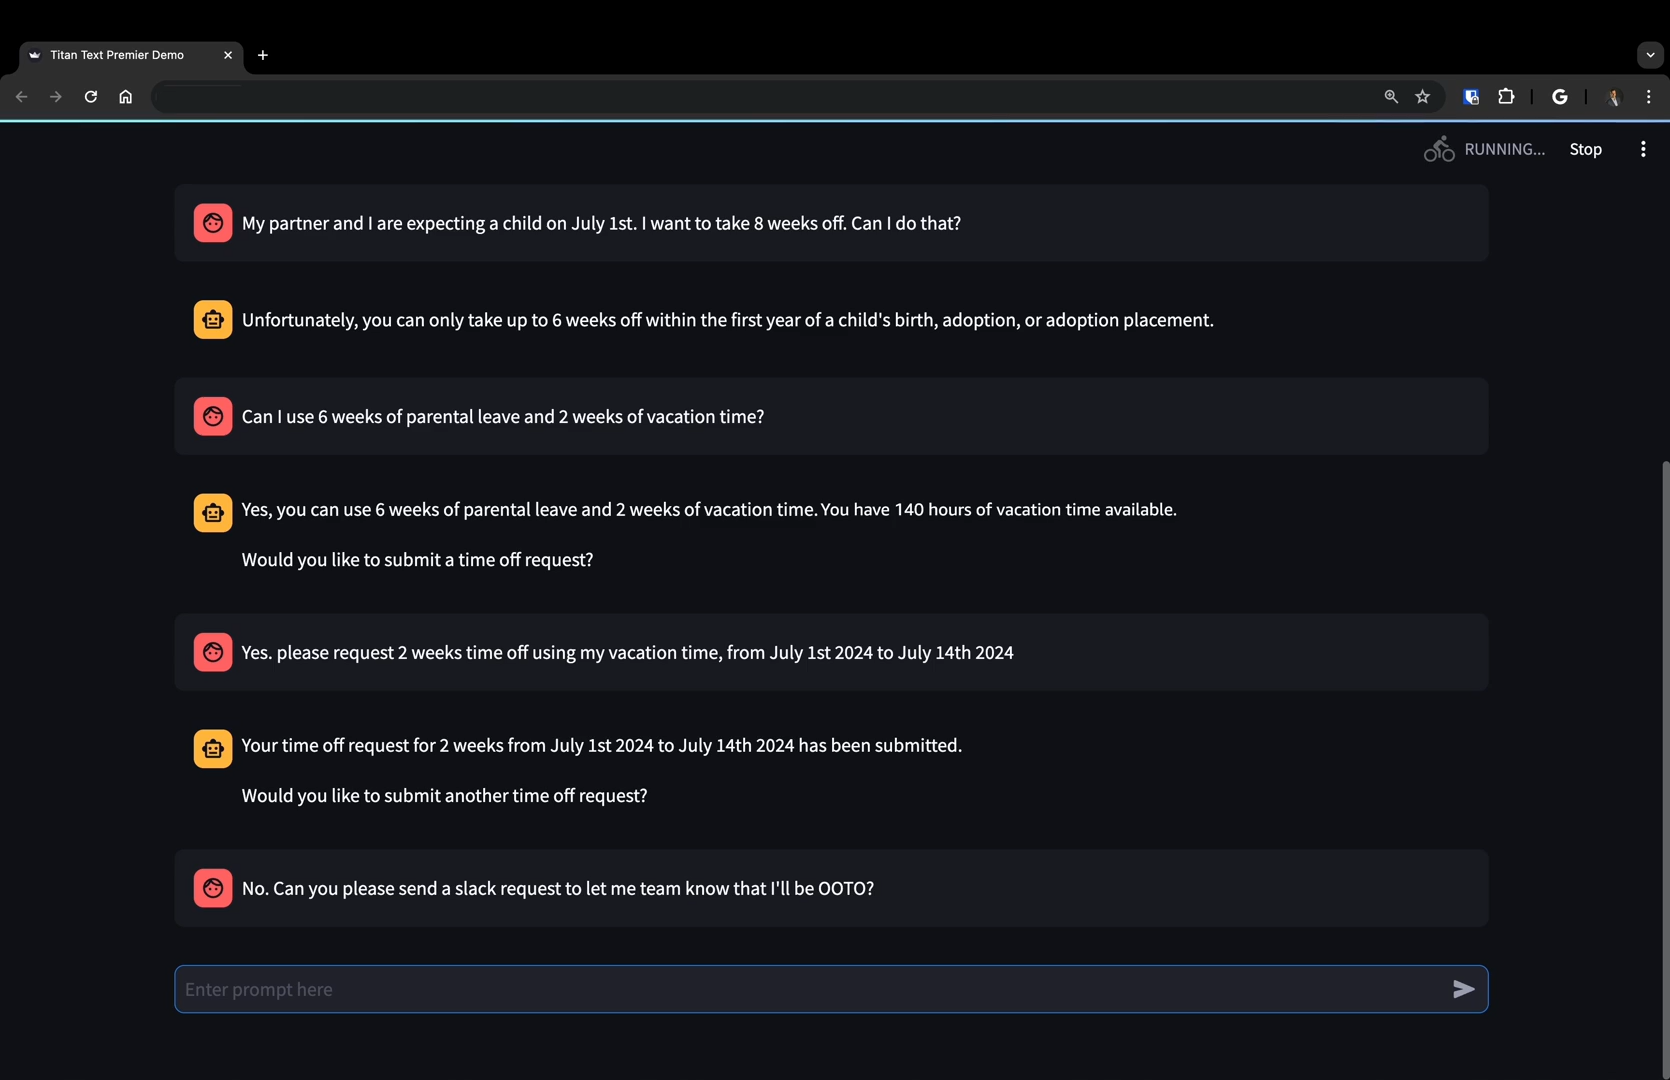 Titan Text Premier Demo
RUNNING... Stop
My partner and I are expecting a child on July 1st. I want to take 8 weeks off. Can I do that?
Unfortunately, you can only take up to 6 weeks off within the first year of a child's birth, adoption, or adoption placement.
Can I use 6 weeks of parental leave and 2 weeks of vacation time?
Yes, you can use 6 weeks of parental leave and 2 weeks of vacation time. You have 140 hours of vacation time available.
Would you like to submit a time off request?
Yes. please request 2 weeks time off using my vacation time, from July 1st 2024 to July 14th 2024
Your time off request for 2 weeks from July 1st 2024 to July 14th 2024 has been submitted.
Would you like to submit another time off request?
No. Can you please send a slack request to let me team know that I'll be OOTO?
Enter prompt here